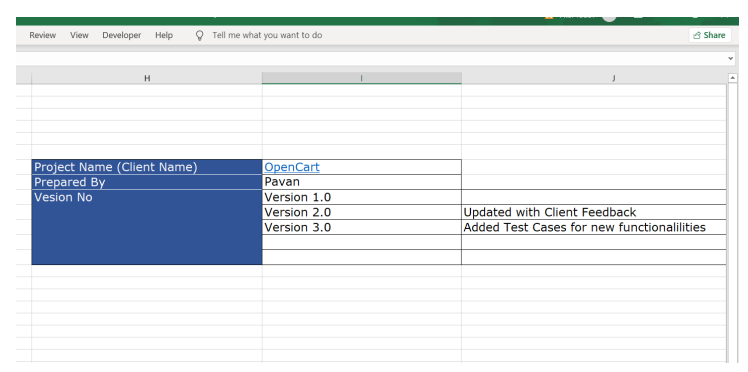 Review View Developer Help Tell me what you want to do Share
H I J
Project Name (Client Name) OpenCart
Prepared By Pavan
Vesion No Version 1.0
Version 2.0 Updated with Client Feedback
Version 3.0 Added Test Cases for new functionalilities